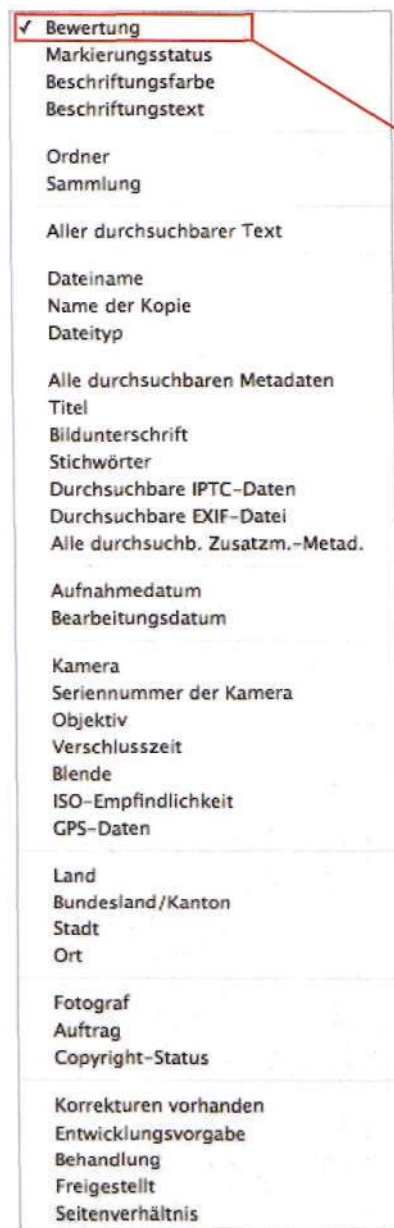 ✓ Bewertung
Markierungsstatus
Beschriftungsfarbe
Beschriftungstext
Ordner
Sammlung
Aller durchsuchbarer Text
Dateiname
Name der Kopie
Dateityp
Alle durchsuchbaren Metadaten
Titel
Bildunterschrift
Stichwörter
Durchsuchbare IPTC-Daten
Durchsuchbare EXIF-Datei
Alle durchsuchb. Zusatzm.-Metad.
Aufnahmedatum
Bearbeitungsdatum
Kamera
Seriennummer der Kamera
Objektiv
Verschlusszeit
Blende
ISO-Empfindlichkeit
GPS-Daten
Land
Bundesland/Kanton
Stadt
Ort
Fotograf
Auftrag
Copyright-Status
Korrekturen vorhanden
Entwicklungsvorgabe
Behandlung
Freigestellt
Seitenverhältnis